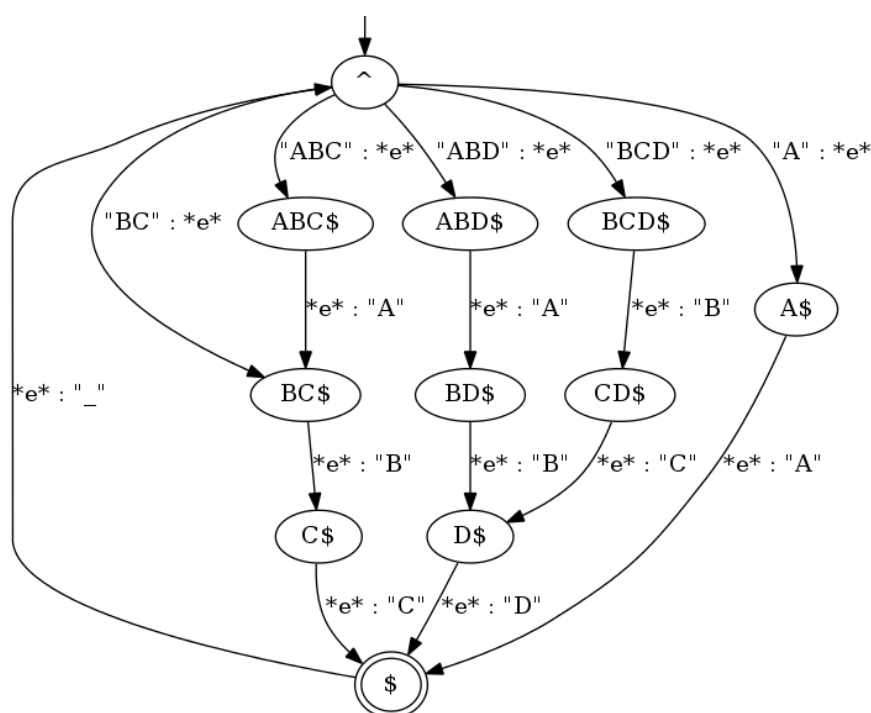 ^
"ABC" : *e* "ABD" : *e* "BCD" : *e* "A" : *e*
"BC" : *e* ABC$ ABD$ BCD$
*e* : "A" *e* : "A" *e* : "B" A$
*e* : "_" BC$ BD$ CD$
*e* : "B" *e* : "B" *e* : "C" *e* : "A"
C$ D$
*e* : "C" *e* : "D"
$